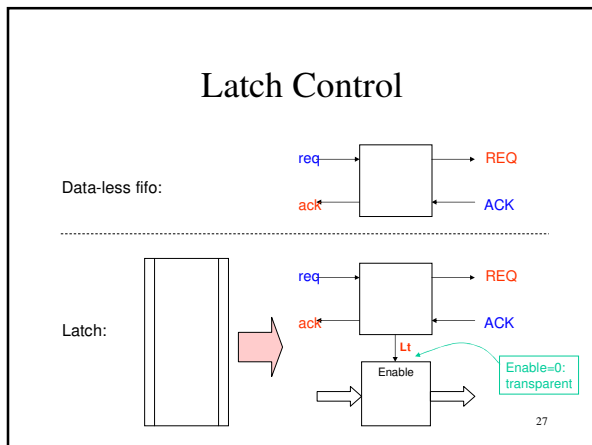 Latch Control
req
REQ
Data-less fifo:
ack
ACK
req
REQ
Latch:
ack
ACK
Lt
Enable
Enable=0:
transparent
27